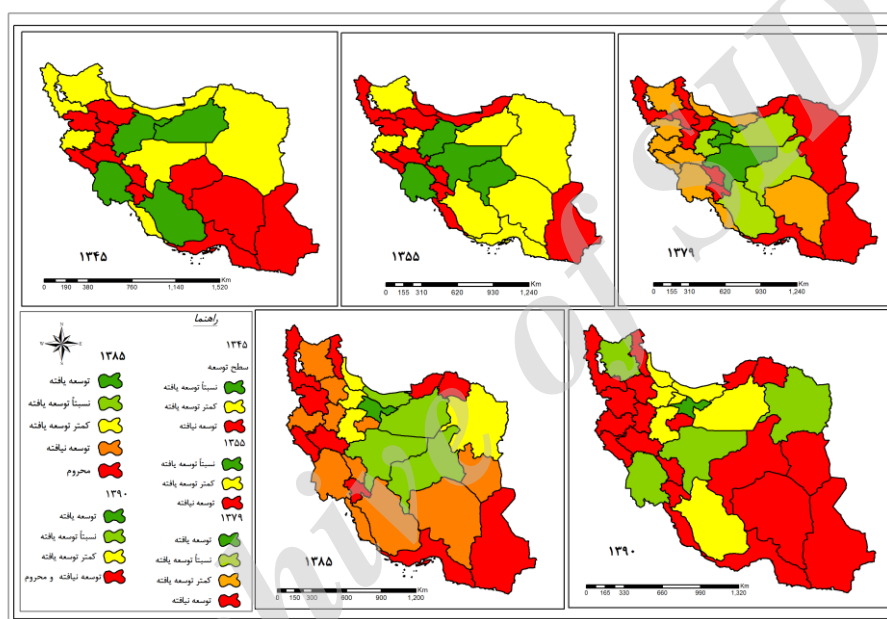 ۱۳۴۵
Km
0 190 380 760 1,140 1,520
۱۳۵۵
Km
0 155 310 620 930 1,240
۱۳۷۹
Km
0 155 310 620 930 1,240
راهنما
۱۳۴۵
سطح توسعه
نسبتاً توسعه یافته
کمتر توسعه یافته
توسعه نیافته
۱۳۵۵
نسبتاً توسعه یافته
کمتر توسعه یافته
توسعه نیافته
۱۳۷۹
توسعه یافته
نسبتاً توسعه یافته
کمتر توسعه یافته
توسعه نیافته
۱۳۸۵
توسعه یافته
نسبتاً توسعه یافته
کمتر توسعه یافته
توسعه نیافته
محروم
۱۳۹۰
توسعه یافته
نسبتاً توسعه یافته
کمتر توسعه یافته
توسعه نیافته و محروم
۱۳۸۵
Km
0 150 300 600 900 1,200
۱۳۹۰
Km
0 165 330 660 990 1,320
hive of SID